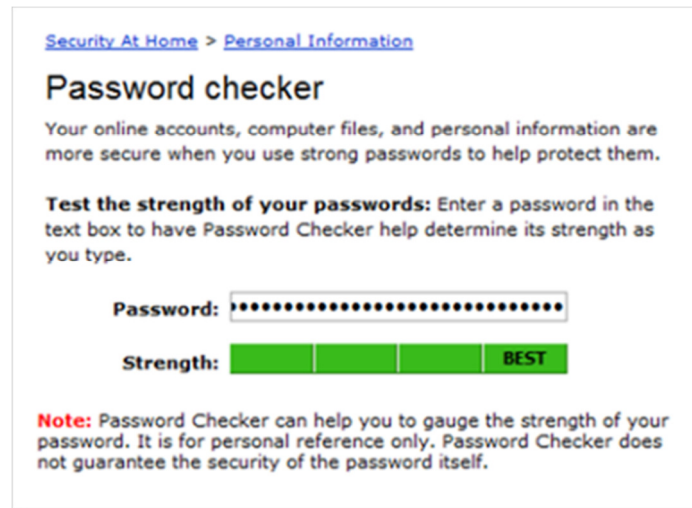 Security At Home > Personal Information
Password checker
Your online accounts, computer files, and personal information are
more secure when you use strong passwords to help protect them.
Test the strength of your passwords: Enter a password in the
text box to have Password Checker help determine its strength as
you type.
Password: ••••••••••••••••••••••••••••••
Strength: BEST
Note: Password Checker can help you to gauge the strength of your
password. It is for personal reference only. Password Checker does
not guarantee the security of the password itself.